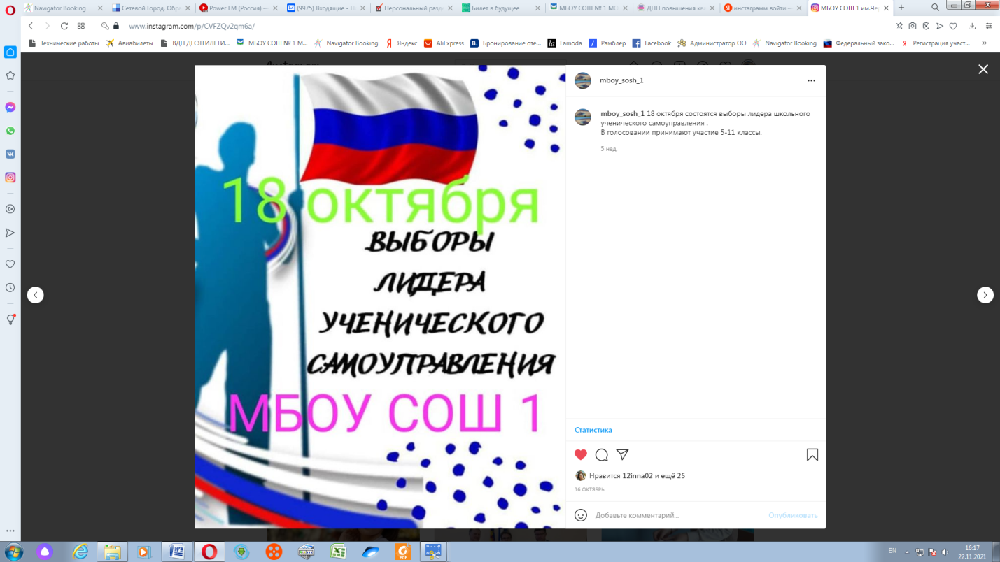 Navigator Booking
Сетевой Город. Обра
Power FM (Россия) —
(9975) Входящие - П
Персональный разд
Билет в будущее
МБОУ СОШ № 1 МО
ДПП повышения кв
инстаграмм войти —
МБОУ СОШ 1 им.Че
www.instagram.com/p/CVFZQv2qm6a/
Технические работы
Авиабилеты
ВДП ДЕСЯТИЛЕТИ...
МБОУ СОШ № 1 М...
Navigator Booking
Яндекс
AliExpress
Бронирование оте...
Lamoda
Рамблер
Facebook
Администратор ОО
Navigator Booking
Федеральный зако...
Регистрация участ...
18 октября
ВЫБОРЫ
ЛИДЕРА
УЧЕНИЧЕСКОГО
САМОУПРАВЛЕНИЯ
МБОУ СОШ 1
mboy_sosh_1
mboy_sosh_1 18 октября состоятся выборы лидера школьного
ученического самоуправления .
В голосовании принимают участие 5-11 классы.
5 нед.
Статистика
Нравится 12inna02 и ещё 25
16 ОКТЯБРЬ
Добавьте комментарий...
Опубликовать
EN
16:17
22.11.2021